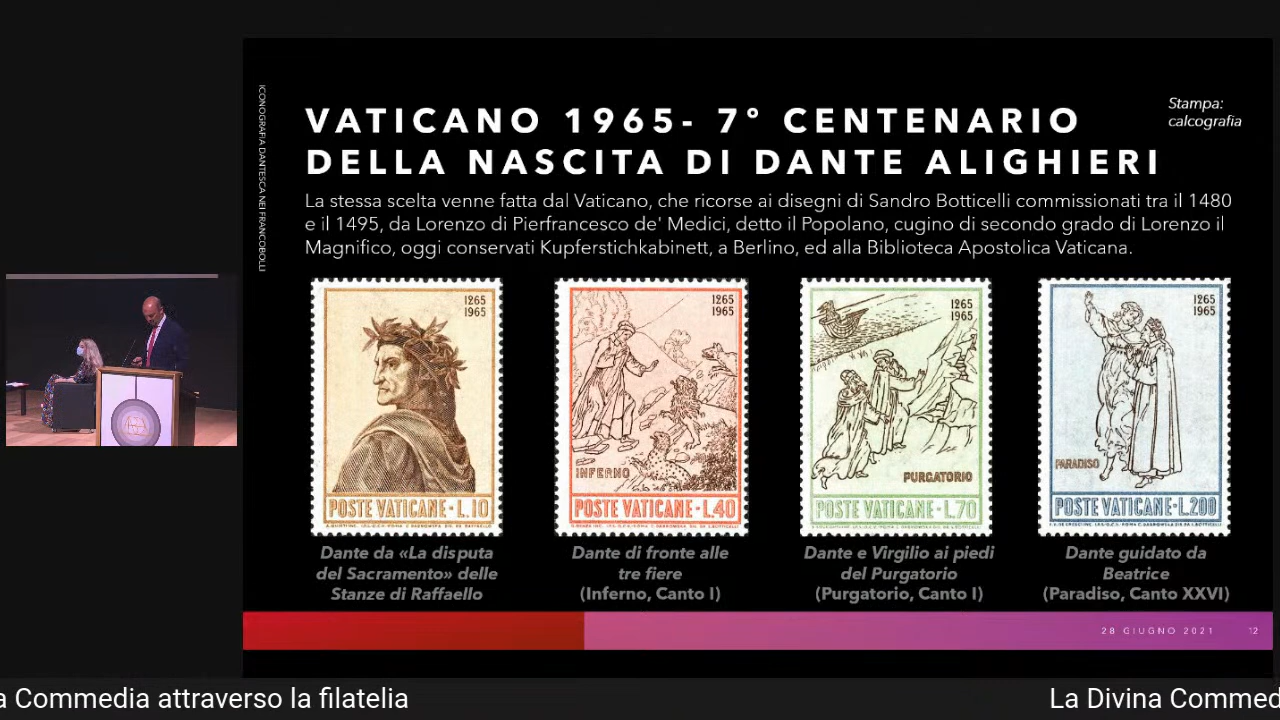 ICONOGRAFIA DANTESCA NEI FRANCOBOLLI
VATICANO 1965- 7° CENTENARIO
DELLA NASCITA DI DANTE ALIGHIERI
Stampa:
calcografia
La stessa scelta venne fatta dal Vaticano, che ricorse ai disegni di Sandro Botticelli commissionati tra il 1480
e il 1495, da Lorenzo di Pierfrancesco de' Medici, detto il Popolano, cugino di secondo grado di Lorenzo il
Magnifico, oggi conservati Kupferstichkabinett, a Berlino, ed alla Biblioteca Apostolica Vaticana.
1265
1965
POSTE VATICANE-L.10
Dante da «La disputa
del Sacramento» delle
Stanze di Raffaello
1265
1965
INFERNO
POSTE VATICANE-L.40
Dante di fronte alle
tre fiere
(Inferno, Canto I)
1265
1965
PURGATORIO
POSTE VATICANE-L.70
Dante e Virgilio ai piedi
del Purgatorio
(Purgatorio, Canto I)
1265
1965
PARADISO
POSTE VATICANE-L.200
Dante guidato da
Beatrice
(Paradiso, Canto XXVI)
28 GIUGNO 2021
12
a Commedia attraverso la filatelia
La Divina Commed